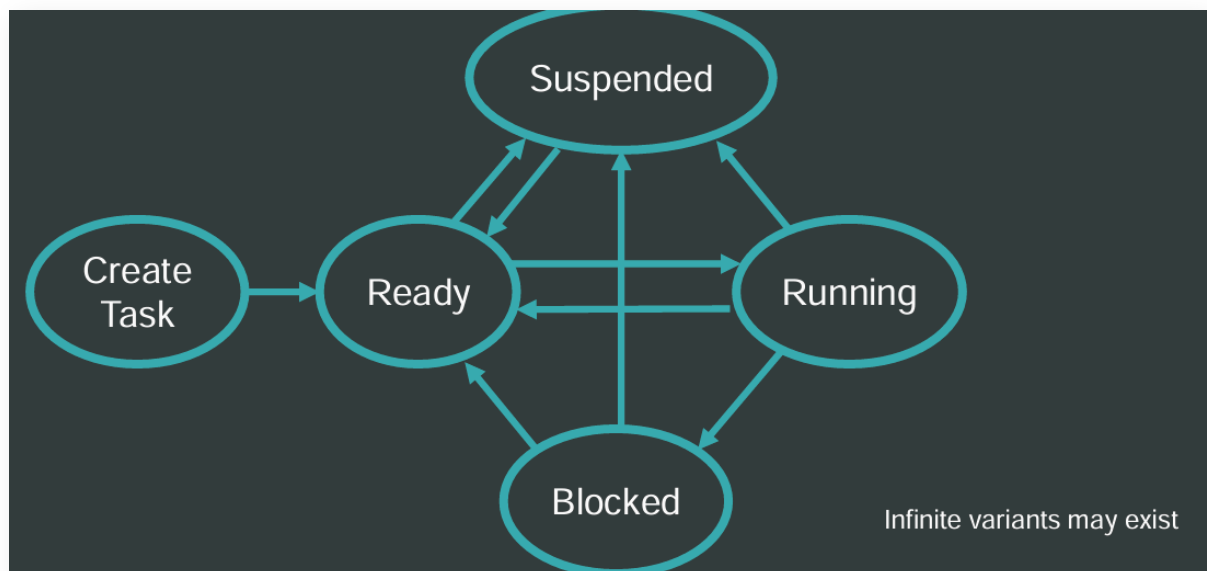 Suspended
Create
Task
Ready
Running
Blocked
Infinite variants may exist